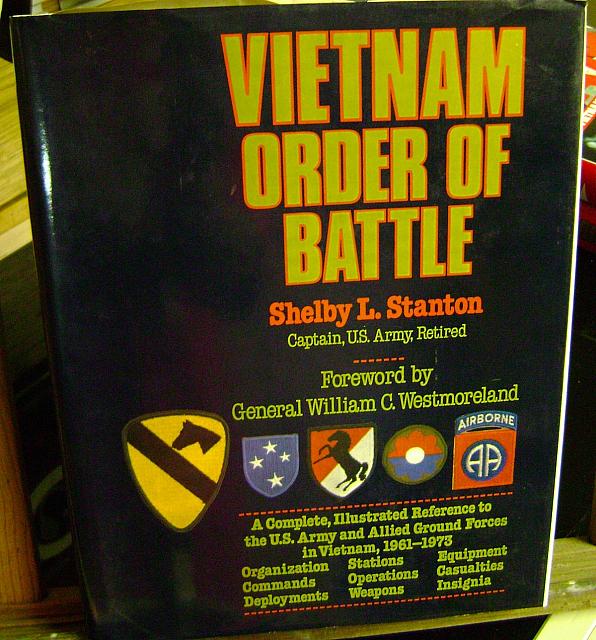 VIETNAM
ORDER OF
BATTLE
Shelby L. Stanton
Captain, U.S. Army, Retired
Foreword by
General William C. Westmoreland
AIRBORNE
AA
A Complete, Illustrated Reference to
the U.S. Army and Allied Ground Forces
in Vietnam, 1961–1973
Organization Stations Equipment
Commands Operations Casualties
Deployments Weapons Insignia